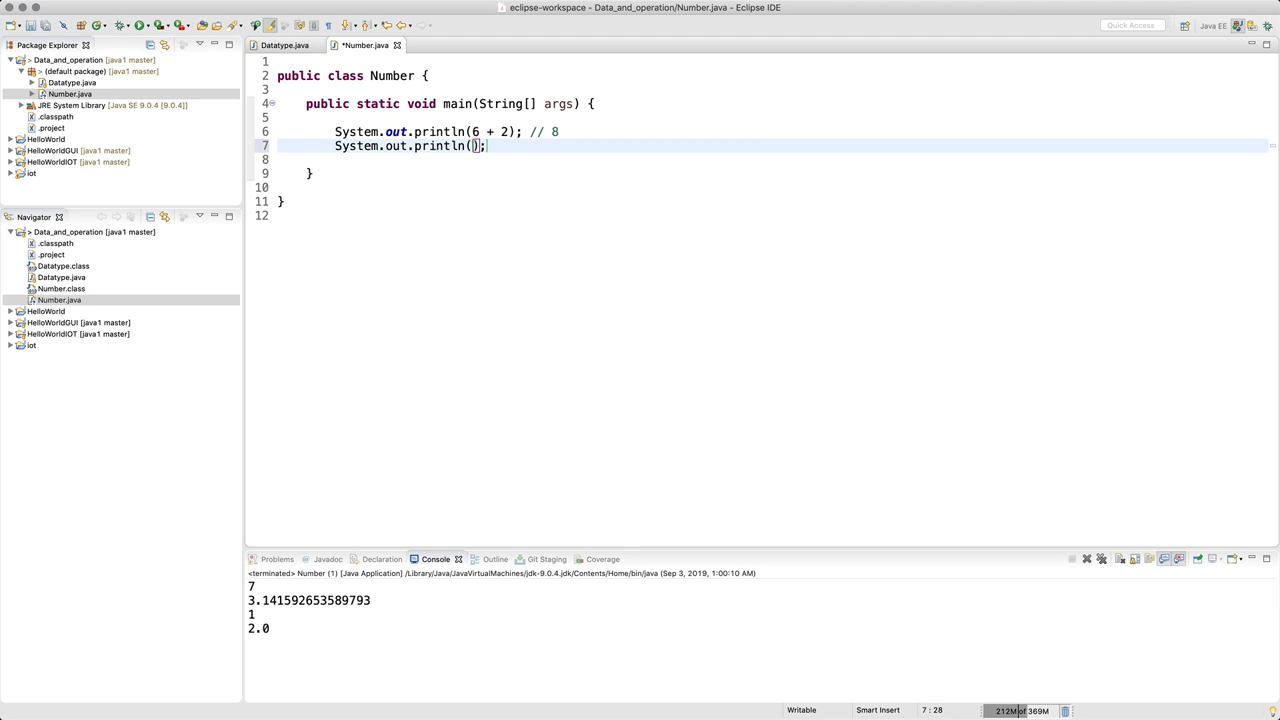 eclipse-workspace - Data_and_operation/Number.java - Eclipse IDE
Quick Access
Java EE
Package Explorer
> Data_and_operation [java1 master]
> (default package) [java1 master]
Datatype.java
Number.java
JRE System Library [Java SE 9.0.4 [9.0.4]]
.classpath
.project
HelloWorld
HelloWorldGUI [java1 master]
HelloWorldIOT [java1 master]
iot
Navigator
> Data_and_operation [java1 master]
.classpath
.project
Datatype.class
Datatype.java
Number.class
Number.java
HelloWorld
HelloWorldGUI [java1 master]
HelloWorldIOT [java1 master]
iot
Datatype.java
*Number.java
1
2 public class Number {
4 public static void main(String[] args) {
5
6 System.out.println(6 + 2); // 8
7 System.out.println();
8
9 }
10
11 }
12
Problems
Javadoc
Declaration
Console
Outline
Git Staging
Coverage
<terminated> Number (1) [Java Application] /Library/Java/JavaVirtualMachines/jdk-9.0.4.jdk/Contents/Home/bin/java (Sep 3, 2019, 1:00:10 AM)
7
3.141592653589793
1
2.0
Writable
Smart Insert
7 : 28
212M of 369M